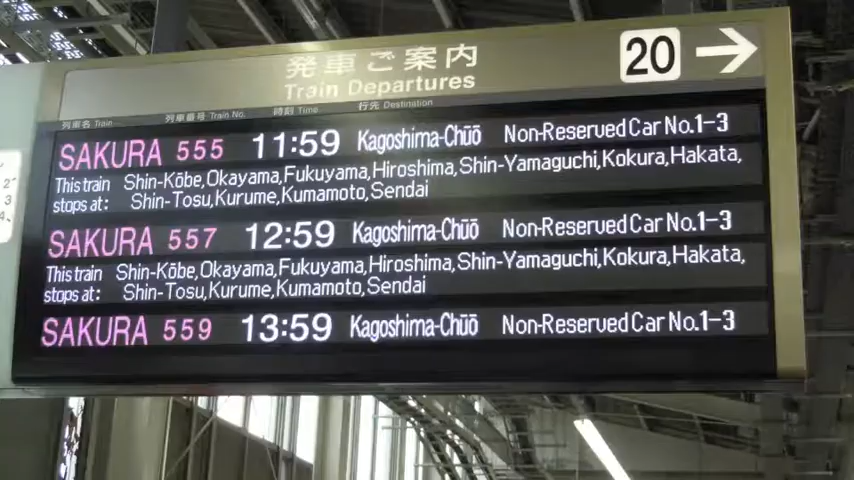 発車ご案内
Train Departures
20 →
列車名 Train 列車番号 Train No. 時刻 Time 行先 Destination
SAKURA 555 11:59 Kagoshima-Chūō Non-Reserved Car No.1-3
This train stops at: Shin-Kōbe,Okayama,Fukuyama,Hiroshima,Shin-Yamaguchi,Kokura,Hakata,
Shin-Tosu,Kurume,Kumamoto,Sendai
SAKURA 557 12:59 Kagoshima-Chūō Non-Reserved Car No.1-3
This train stops at: Shin-Kōbe,Okayama,Fukuyama,Hiroshima,Shin-Yamaguchi,Kokura,Hakata,
Shin-Tosu,Kurume,Kumamoto,Sendai
SAKURA 559 13:59 Kagoshima-Chūō Non-Reserved Car No.1-3
2
3
4